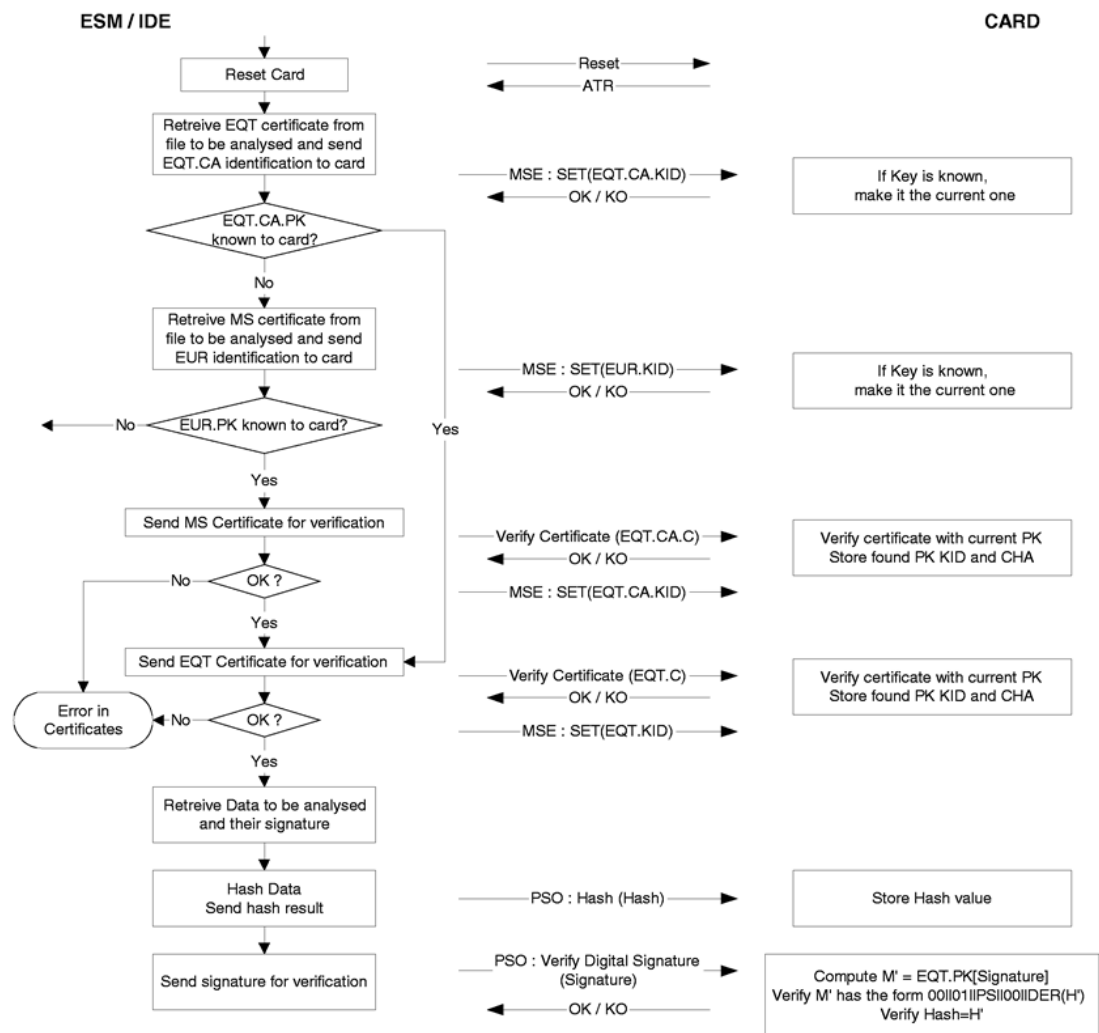 ESM / IDE
CARD
Reset Card
Reset
ATR
Retreive EQT certificate from
file to be analysed and send
EQT.CA identification to card
MSE : SET(EQT.CA.KID)
OK / KO
If Key is known,
make it the current one
EQT.CA.PK
known to card?
No
Yes
Retreive MS certificate from
file to be analysed and send
EUR identification to card
MSE : SET(EUR.KID)
OK / KO
If Key is known,
make it the current one
No
EUR.PK known to card?
Yes
Send MS Certificate for verification
Verify Certificate (EQT.CA.C)
OK / KO
Verify certificate with current PK
Store found PK KID and CHA
No
OK ?
MSE : SET(EQT.CA.KID)
Yes
Send EQT Certificate for verification
Verify Certificate (EQT.C)
OK / KO
Verify certificate with current PK
Store found PK KID and CHA
Error in
Certificates
No
OK ?
MSE : SET(EQT.KID)
Yes
Retreive Data to be analysed
and their signature
Hash Data
Send hash result
PSO : Hash (Hash)
Store Hash value
Send signature for verification
PSO : Verify Digital Signature
(Signature)
OK / KO
Compute M' = EQT.PK[Signature]
Verify M' has the form 00||01||PS||00||DER(H')
Verify Hash=H'